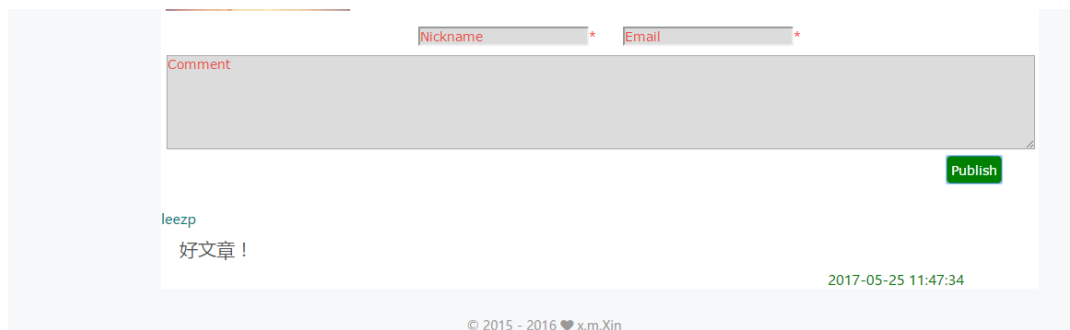 Nickname * Email *
Comment
Publish
leezp
好文章！
2017-05-25 11:47:34
© 2015 - 2016 ❤ x.m.Xin